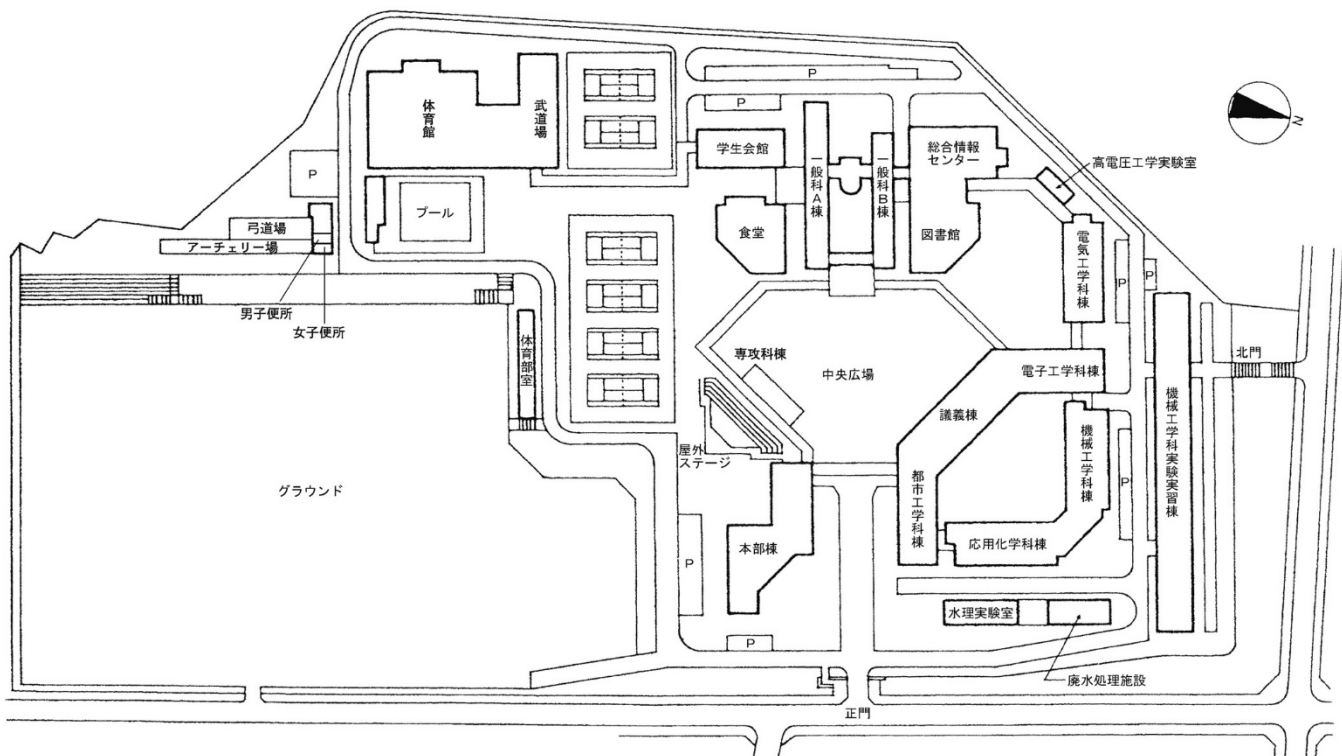 P
体育館
武道場
P
学生会館
一般科A棟
一般科B棟
総合情報
センター
N
高電圧工学実験室
P
弓道場
アーチェリー場
プール
食堂
図書館
電気工学科棟
P
P
男子便所
女子便所
体育部室
専攻科棟
中央広場
電子工学科棟
北門
議義棟
屋外
ステージ
グラウンド
都市工学科棟
機械工学科棟
P
機械工学科実験実習棟
本部棟
応用化学科棟
P
水理実験室
P
廃水処理施設
正門